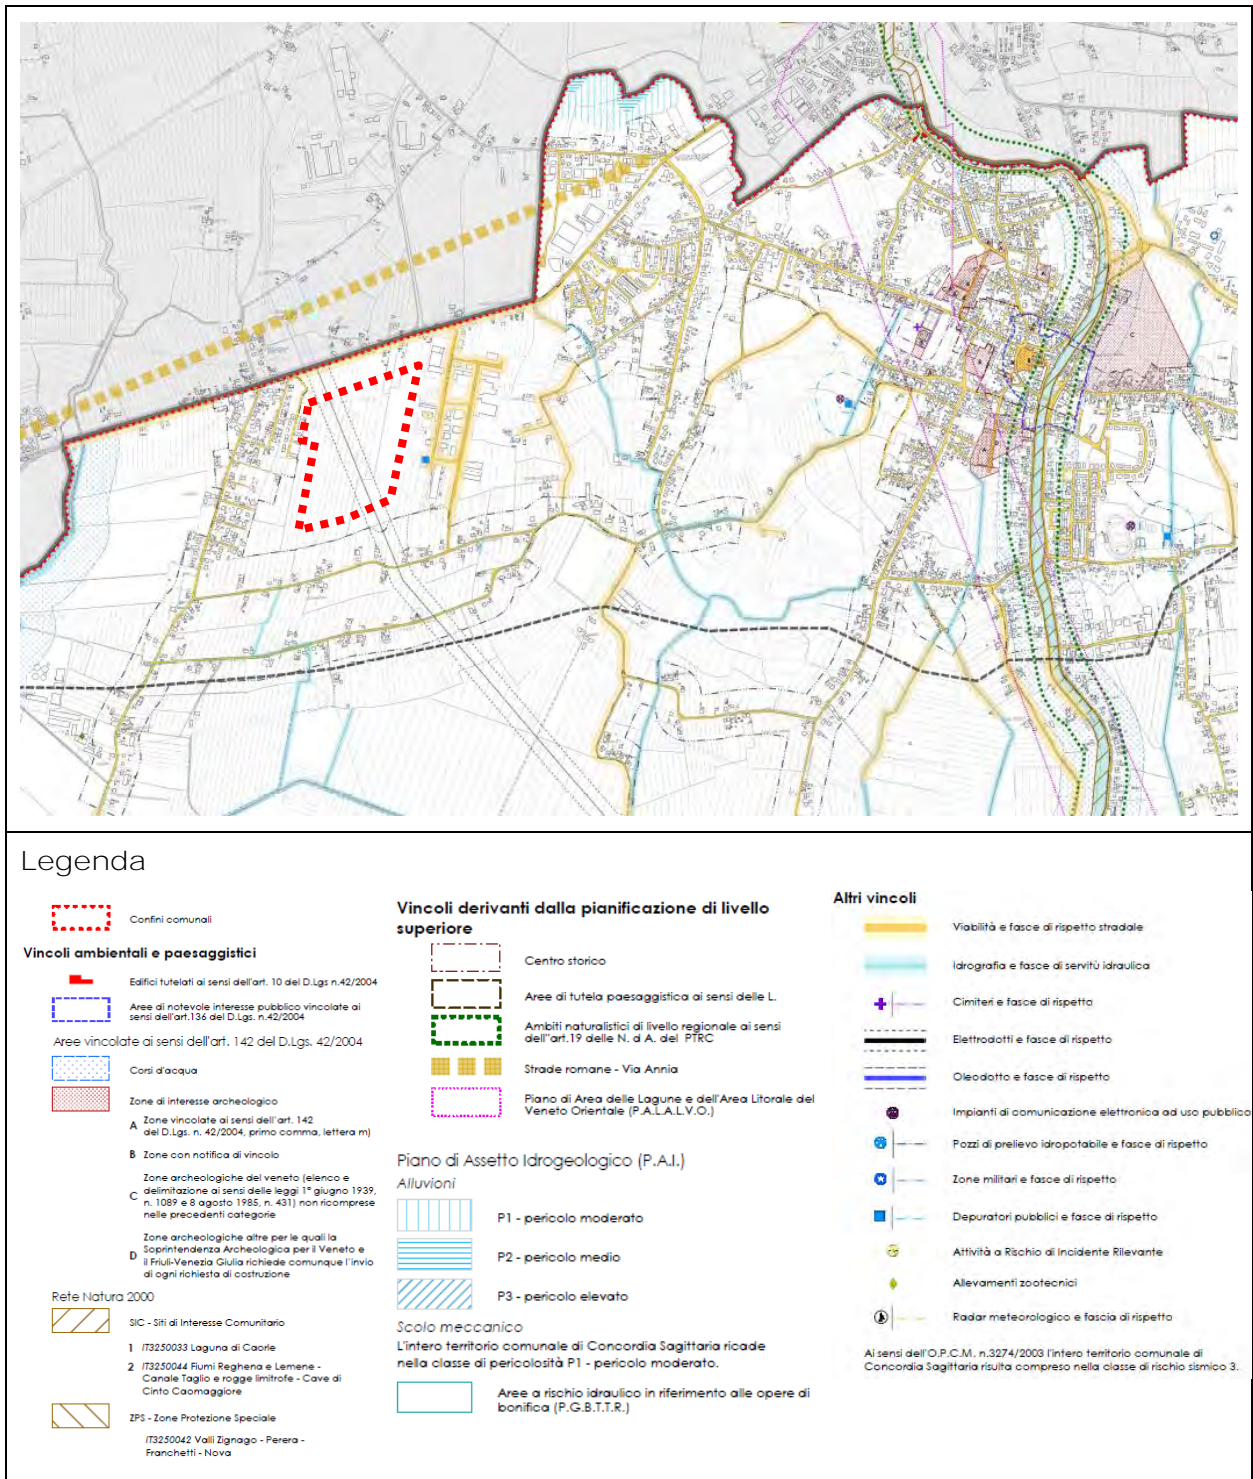 Legenda
Confini comunali
Vincoli ambientali e paesaggistici
Edifici tutelati ai sensi dell'art. 10 del D.Lgs n.42/2004
Aree di notevole interesse pubblico vincolate ai
sensi dell'art.136 del D.Lgs. n.42/2004
Aree vincolate ai sensi dell'art. 142 del D.Lgs. 42/2004
Corsi d'acqua
Zone di interesse archeologico
A Zone vincolate ai sensi dell'art. 142
del D.Lgs. n. 42/2004, primo comma, lettera m)
B Zone con notifica di vincolo
C Zone archeologiche del veneto (elenco e
delimitazione ai sensi delle leggi 1° giugno 1939,
n. 1089 e 8 agosto 1985, n. 431) non ricomprese
nelle precedenti categorie
D Zone archeologiche altre per le quali la
Soprintendenza Archeologica per il Veneto e
il Friuli-Venezia Giulia richiede comunque l'invio
di ogni richiesta di costruzione
Rete Natura 2000
SIC - Siti di Interesse Comunitario
1 IT3250033 Laguna di Caorle
2 IT3250044 Fiumi Reghena e Lemene -
Canale Taglio e rogge limitrofe - Cave di
Cinto Caomaggiore
ZPS - Zone Protezione Speciale
IT3250042 Valli Zignago - Perera -
Franchetti - Nova
Vincoli derivanti dalla pianificazione di livello
superiore
Centro storico
Aree di tutela paesaggistica ai sensi delle L.
Ambiti naturalistici di livello regionale ai sensi
dell''art.19 delle N. d A. del PTRC
Strade romane - Via Annia
Piano di Area delle Lagune e dell'Area Litorale del
Veneto Orientale (P.A.L.A.L.V.O.)
Piano di Assetto Idrogeologico (P.A.I.)
Alluvioni
P1 - pericolo moderato
P2 - pericolo medio
P3 - pericolo elevato
Scolo meccanico
L'intero territorio comunale di Concordia Sagittaria ricade
nella classe di pericolosità P1 - pericolo moderato.
Aree a rischio idraulico in riferimento alle opere di
bonifica (P.G.B.T.T.R.)
Altri vincoli
Viabilità e fasce di rispetto stradale
Idrografia e fasce di servitù idraulica
Cimiteri e fasce di rispetto
Elettrodotti e fasce di rispetto
Oleodotto e fasce di rispetto
Impianti di comunicazione elettronica ad uso pubblico
Pozzi di prelievo idropotabile e fasce di rispetto
Zone militari e fasce di rispetto
Depuratori pubblici e fasce di rispetto
Attività a Rischio di Incidente Rilevante
Allevamenti zootecnici
Radar meteorologico e fascia di rispetto
Ai sensi dell'O.P.C.M. n.3274/2003 l'intero territorio comunale di
Concordia Sagittaria risulta compreso nella classe di rischio sismico 3.